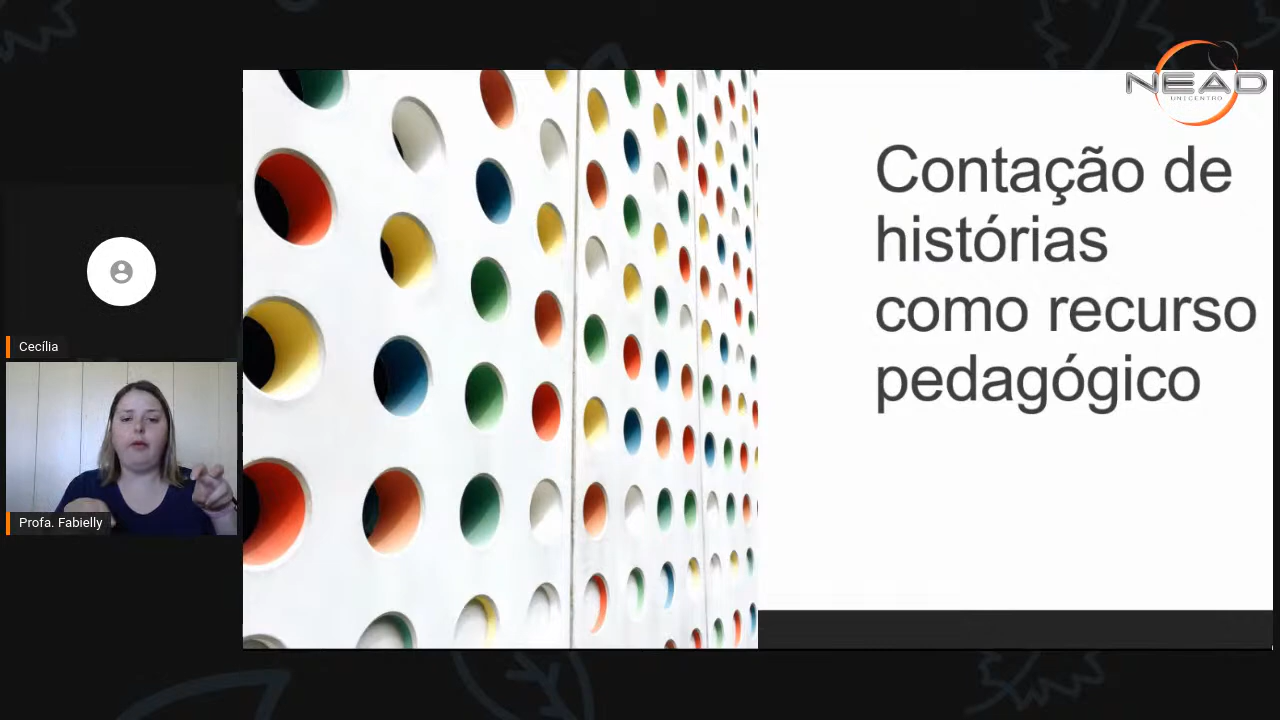 NEAD
UNICENTRO
Contação de
histórias
como recurso
pedagógico
Cecília
Profa. Fabielly